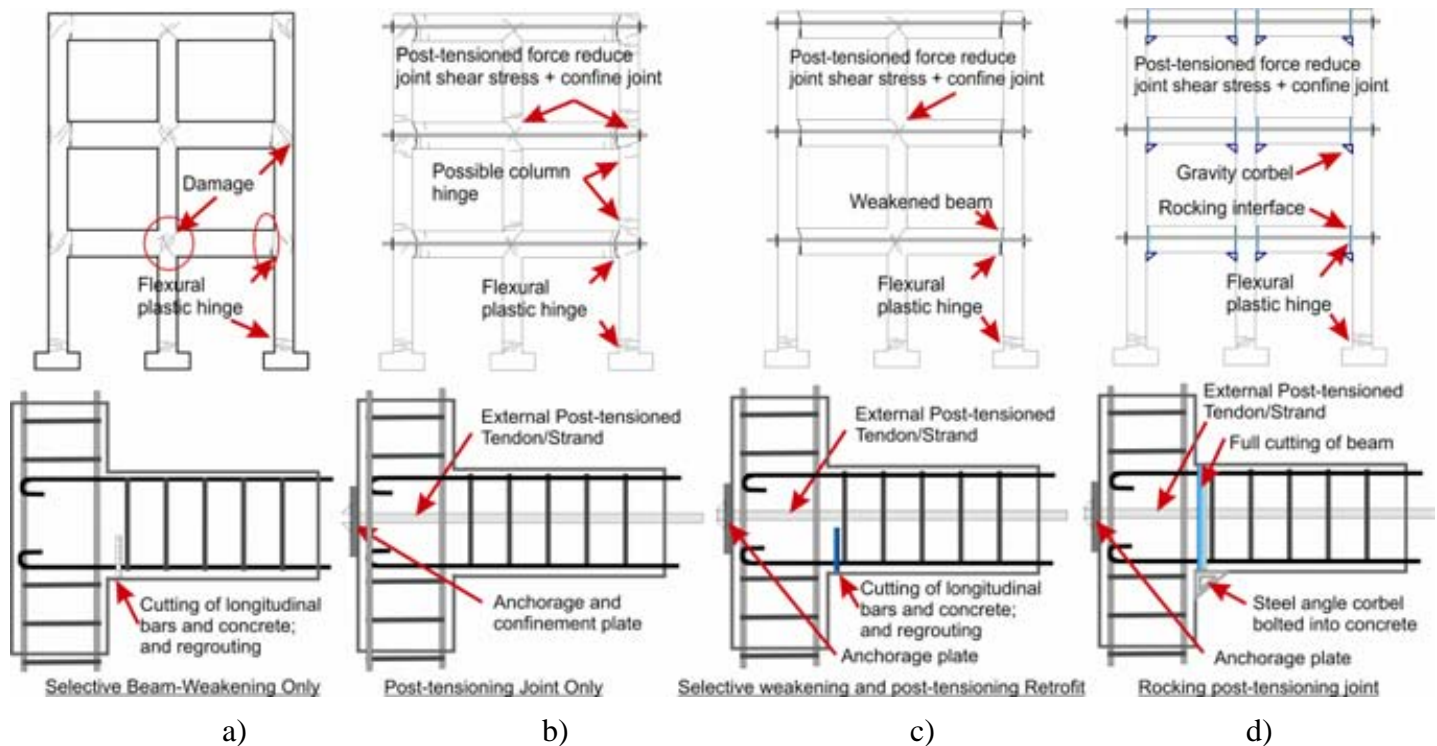 Damage
Flexural
plastic hinge
Cutting of longitudinal
bars and concrete;
and regrouting
Selective Beam-Weakening Only
a)
Post-tensioned force reduce
joint shear stress + confine joint
Possible column
hinge
Flexural
plastic hinge
External Post-tensioned
Tendon/Strand
Anchorage and
confinement plate
Post-tensioning Joint Only
b)
Post-tensioned force reduce
joint shear stress + confine joint
Weakened beam
Flexural
plastic hinge
External Post-tensioned
Tendon/Strand
Cutting of longitudinal
bars and concrete;
and regrouting
Anchorage plate
Selective weakening and post-tensioning Retrofit
c)
Post-tensioned force reduce
joint shear stress + confine joint
Gravity corbel
Rocking interface
Flexural
plastic hinge
External Post-tensioned
Tendon/Strand
Full cutting of beam
Steel angle corbel
bolted into concrete
Anchorage plate
Rocking post-tensioning joint
d)